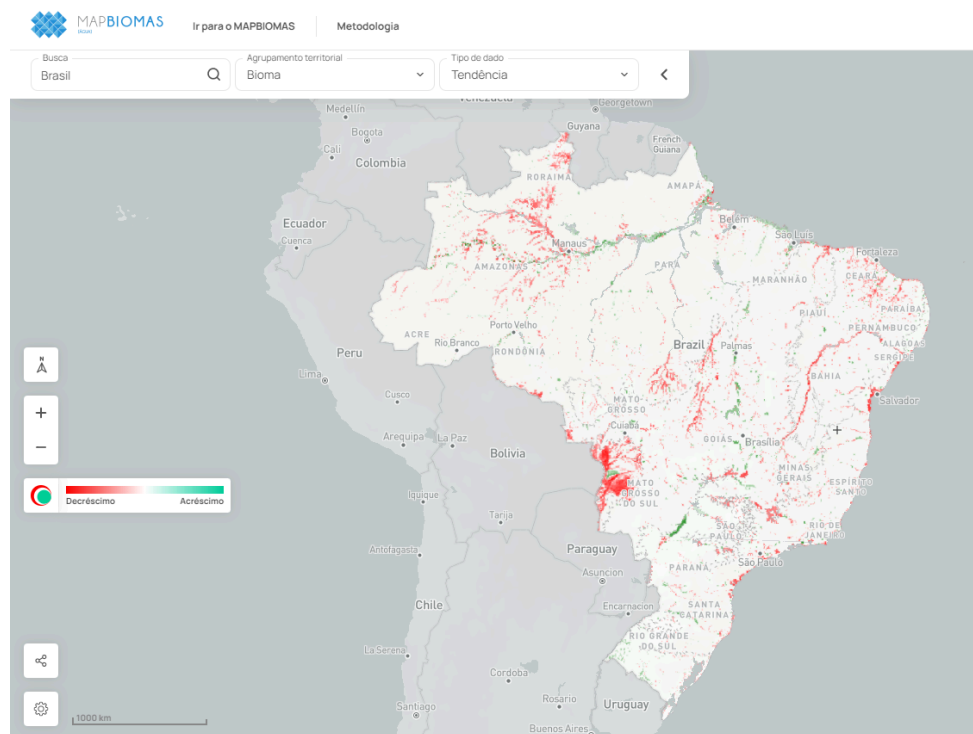 MAPBIOMAS
Ir para o MAPBIOMAS
Metodologia
Busca
Brasil
Agrupamento territorial
Bioma
Tipo de dado
Tendência
Venezuela
Georgetown
Medellín
Guyana
Bogota
French
Guiana
Cali
Colombia
RORAIMA
AMAPÁ
Ecuador
Belém
Cuenca
Manaus
São Luís
Fortaleza
AMAZONAS
PARÁ
MARANHÃO
CEARÁ
PIAUÍ
PARAÍBA
Porto Velho
PERNAMBUCO
ACRE
Rio Branco
Brazil
Palmas
ALAGOAS
Peru
RONDÔNIA
SERGIPE
Lima
BAHIA
Cusco
MATO
GROSSO
Salvador
Cuiabá
Arequipa
La Paz
GOIÁS
Brasília
Bolivia
MINAS
GERAIS
MATO
GROSSO
DO SUL
ESPÍRITO
SANTO
Decréscimo
Acréscimo
Iquique
Tarija
SÃO
PAULO
RIO DE
JANEIRO
Antofagasta
Paraguay
São Paulo
PARANÁ
Asuncion
Chile
Encarnacion
SANTA
CATARINA
RIO GRANDE
DO SUL
La Serena
Cordoba
Rosario
Uruguay
Santiago
1000 km
Buenos Aires